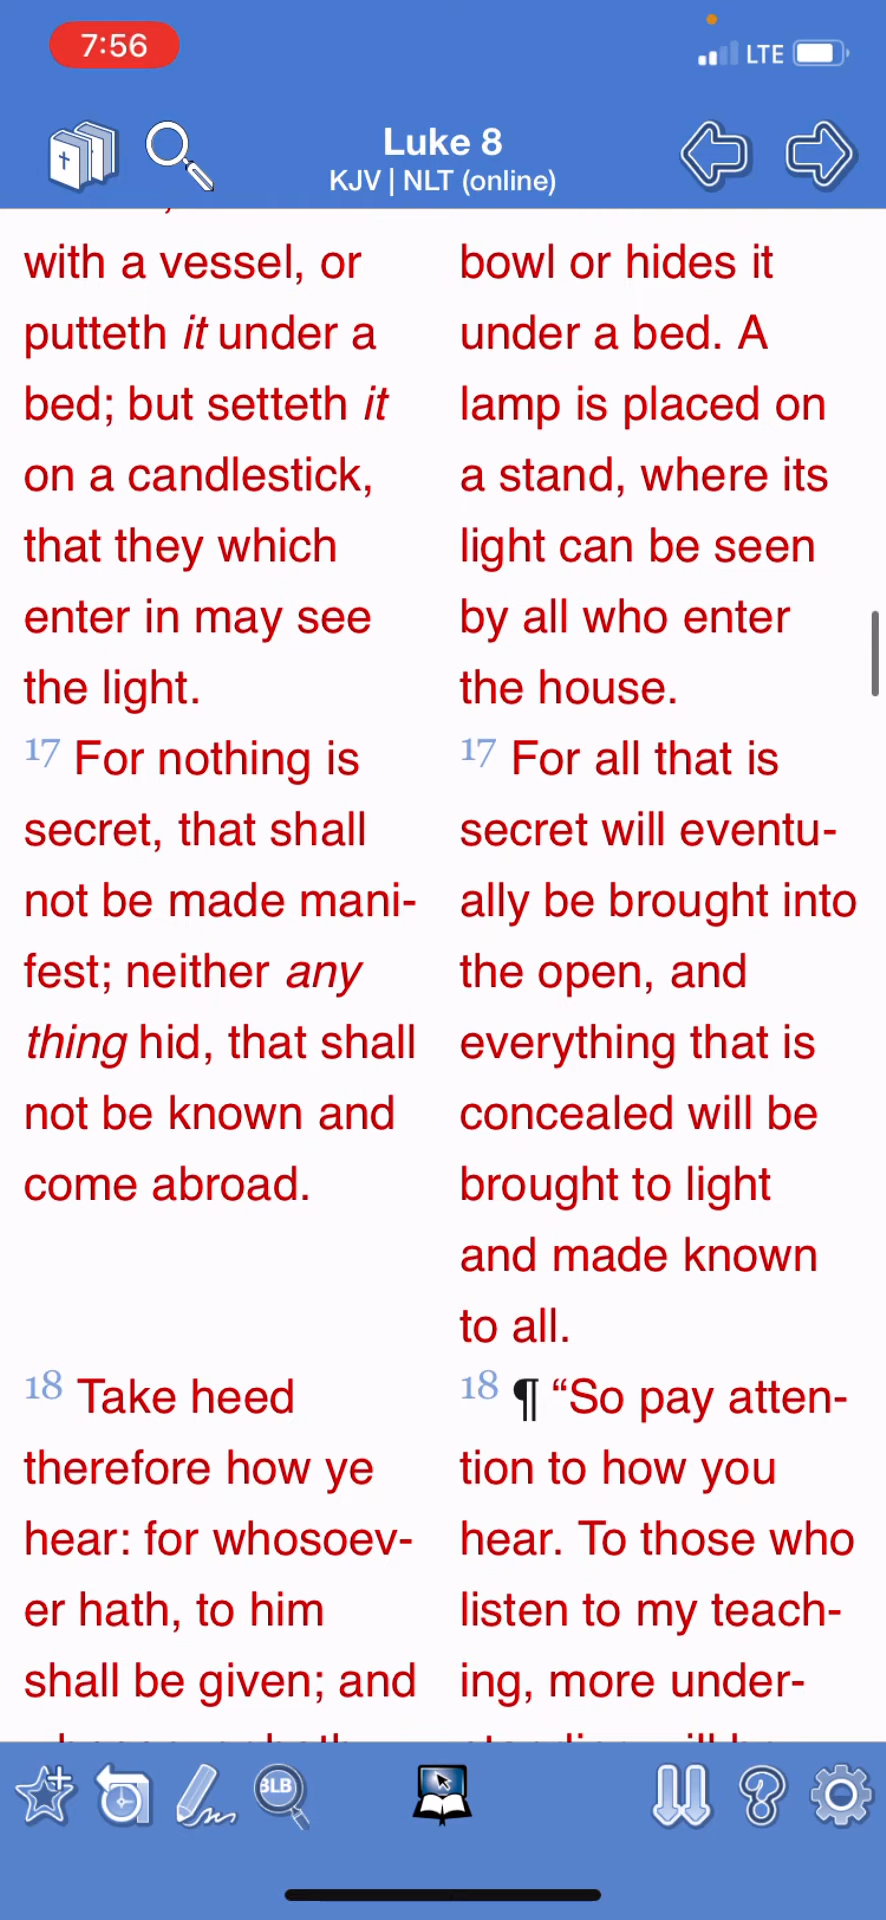 7:56
LTE
Luke 8
KJV | NLT (online)
with a vessel, or
putteth it under a
bed; but setteth it
on a candlestick,
that they which
enter in may see
the light.
17 For nothing is
secret, that shall
not be made mani-
fest; neither any
thing hid, that shall
not be known and
come abroad.
18 Take heed
therefore how ye
hear: for whosoev-
er hath, to him
shall be given; and
bowl or hides it
under a bed. A
lamp is placed on
a stand, where its
light can be seen
by all who enter
the house.
17 For all that is
secret will eventu-
ally be brought into
the open, and
everything that is
concealed will be
brought to light
and made known
to all.
18 ¶ “So pay atten-
tion to how you
hear. To those who
listen to my teach-
ing, more under-
BLB